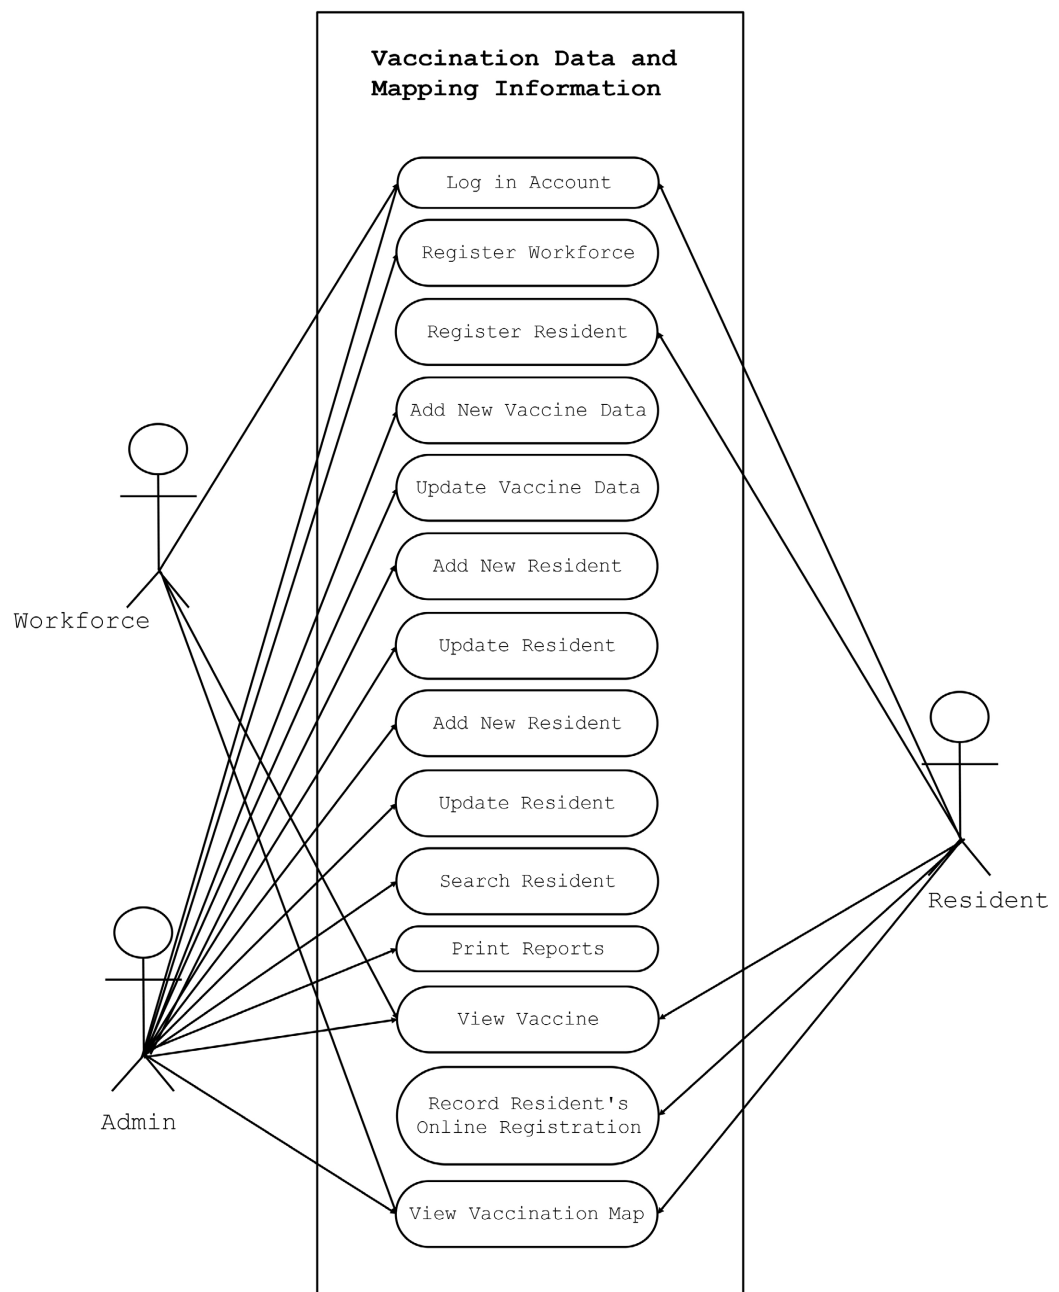 Vaccination Data and
Mapping Information
Log in Account
Register Workforce
Register Resident
Add New Vaccine Data
Update Vaccine Data
Add New Resident
Workforce
Update Resident
Add New Resident
Update Resident
Search Resident
Resident
Print Reports
View Vaccine
Record Resident's
Online Registration
Admin
View Vaccination Map